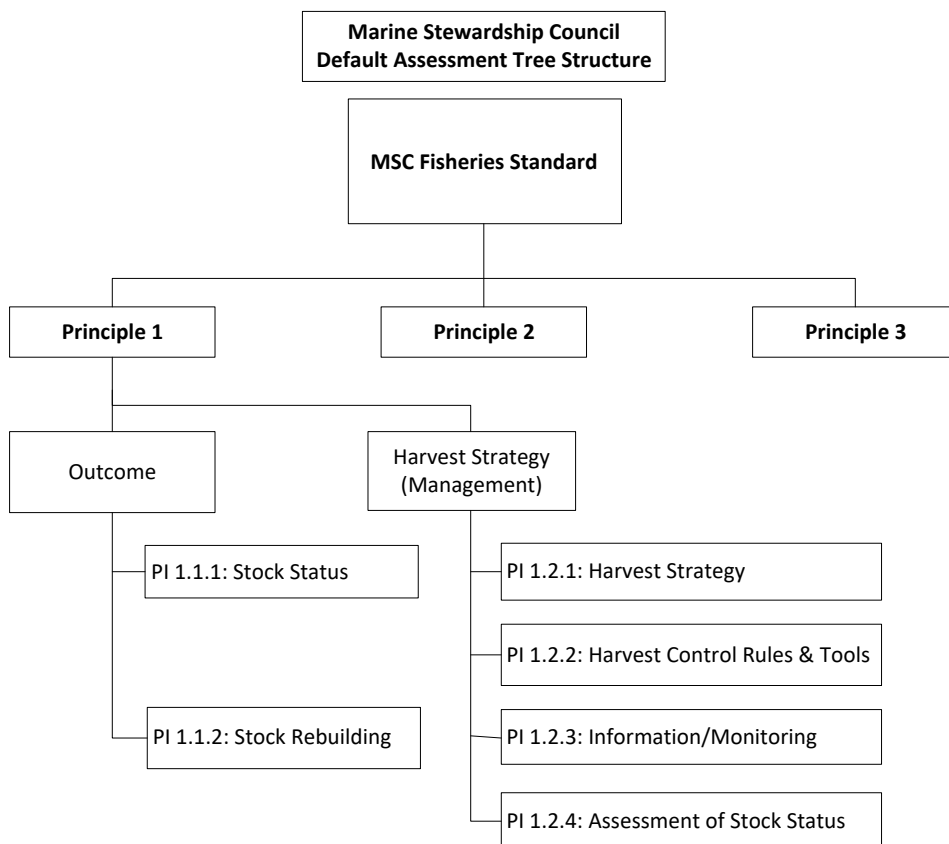 Marine Stewardship Council
Default Assessment Tree Structure
MSC Fisheries Standard
Principle 1
Principle 2
Principle 3
Outcome
Harvest Strategy
(Management)
PI 1.1.1: Stock Status
PI 1.1.2: Stock Rebuilding
PI 1.2.1: Harvest Strategy
PI 1.2.2: Harvest Control Rules & Tools
PI 1.2.3: Information/Monitoring
PI 1.2.4: Assessment of Stock Status